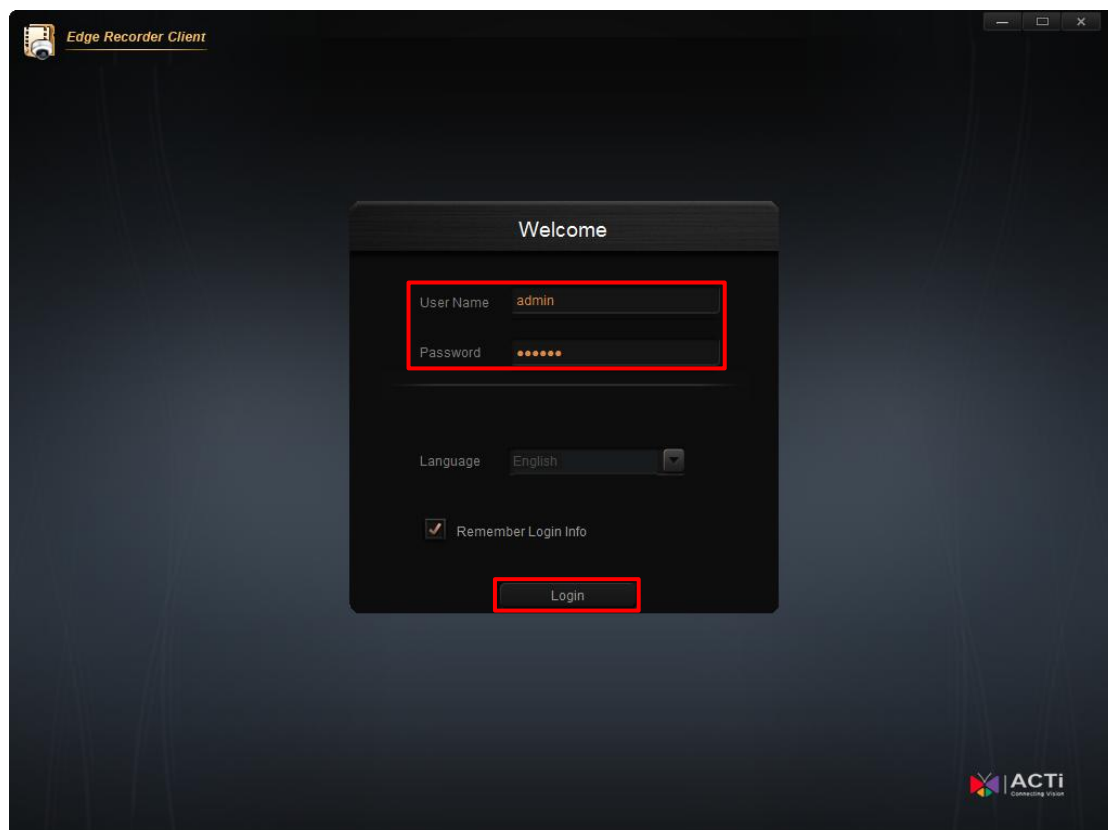 Edge Recorder Client
Welcome
User Name admin
Password ••••••
Language English
Remember Login Info
Login
ACTi
Connecting Vision